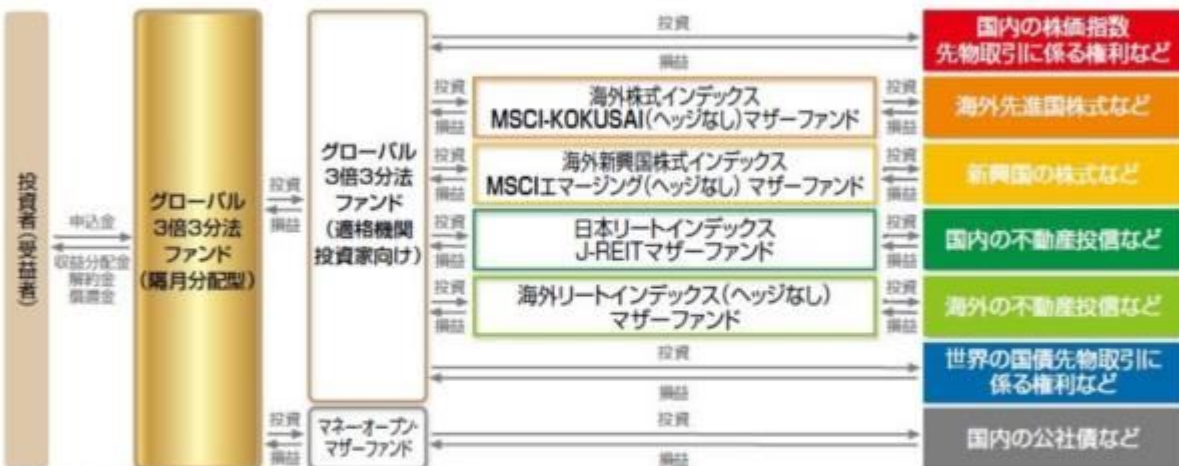 投資者(受益者)
申込金
収益分配金
解約金
償還金
グローバル
3倍3分法
ファンド
(隔月分配型)
投資
損益
グローバル
3倍3分法
ファンド
(適格機関
投資家向け)
投資
損益
国内の株価指数
先物取引に係る権利など
投資
損益
海外株式インデックス
MSCI-KOKUSAI(ヘッジなし)マザーファンド
投資
損益
海外先進国株式など
投資
損益
海外新興国株式インデックス
MSCIエマージング(ヘッジなし) マザーファンド
投資
損益
新興国の株式など
投資
損益
日本リートインデックス
J-REITマザーファンド
投資
損益
国内の不動産投信など
投資
損益
海外リートインデックス(ヘッジなし)
マザーファンド
投資
損益
海外の不動産投信など
投資
損益
世界の国債先物取引に
係る権利など
投資
損益
マネー・オープン・
マザーファンド
投資
損益
国内の公社債など